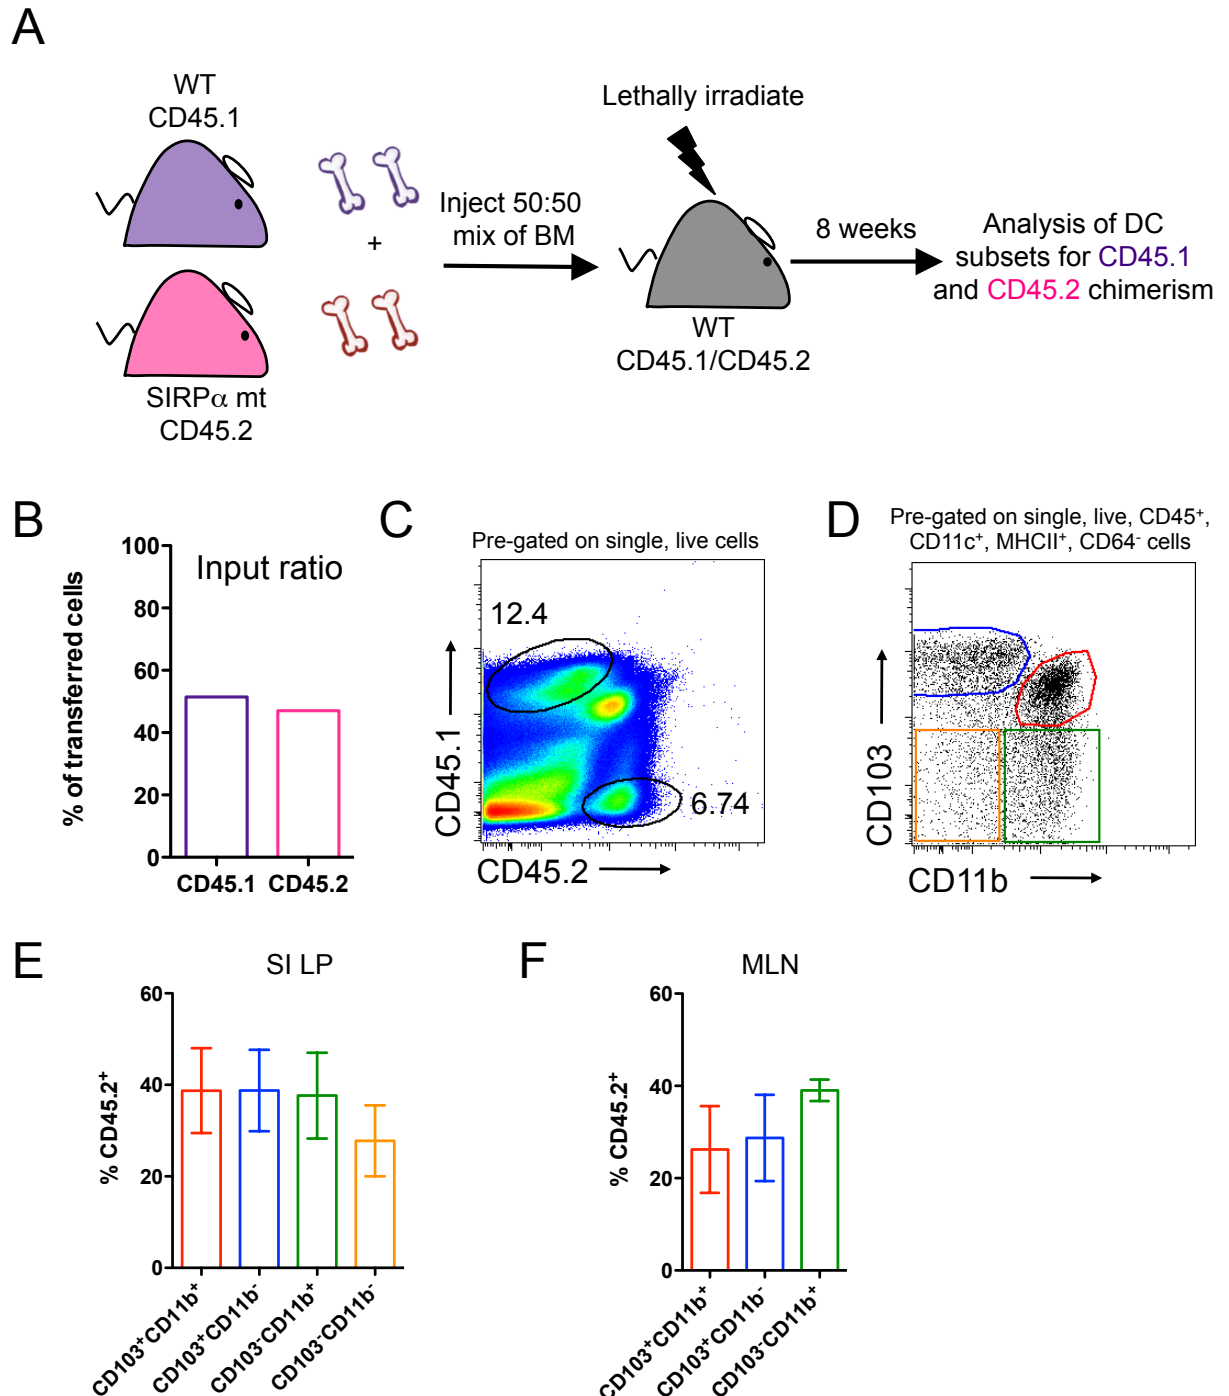 A
WT
CD45.1
+
SIRPα mt
CD45.2
Inject 50:50
mix of BM
Lethally irradiate
WT
CD45.1/CD45.2
8 weeks
Analysis of DC
subsets for CD45.1
and CD45.2 chimerism
B
Input ratio
% of transferred cells
100
80
60
40
20
0
CD45.1
CD45.2
C
Pre-gated on single, live cells
12.4
6.74
CD45.1
CD45.2
D
Pre-gated on single, live, CD45⁺,
CD11c⁺, MHCII⁺, CD64⁻ cells
CD103
CD11b
E
SI LP
% CD45.2⁺
60
40
20
0
CD103⁺CD11b⁺
CD103⁺CD11b⁻
CD103⁻CD11b⁺
CD103⁻CD11b⁻
F
MLN
% CD45.2⁺
60
40
20
0
CD103⁺CD11b⁺
CD103⁺CD11b⁻
CD103⁻CD11b⁺